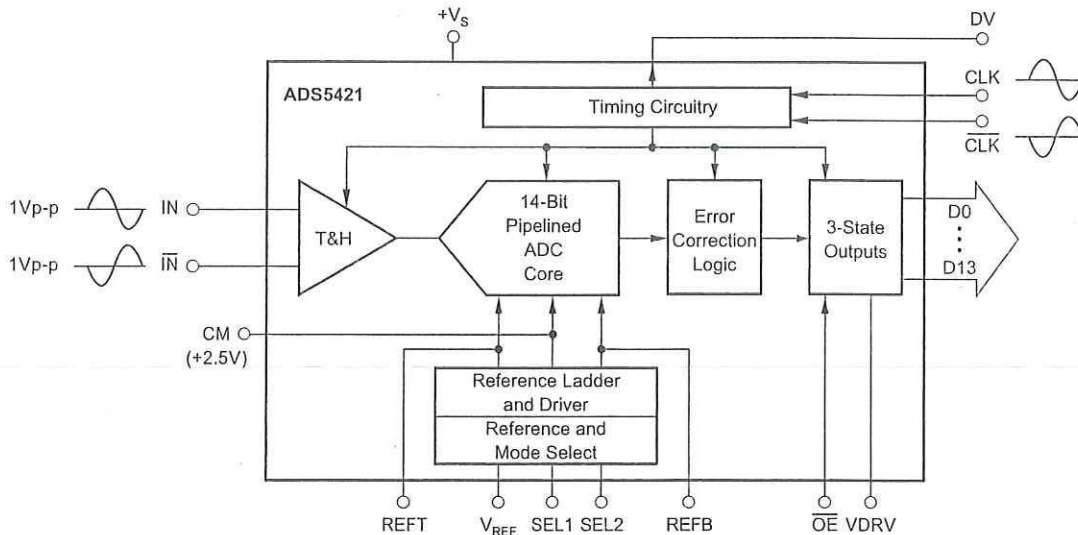 +VS
DV
ADS5421
CLK
Timing Circuitry
CLK
1Vp-p
IN
T&H
14-Bit
Pipelined
ADC
Core
Error
Correction
Logic
3-State
Outputs
D0
D13
1Vp-p
IN
CM
(+2.5V)
Reference Ladder
and Driver
Reference and
Mode Select
REFT
VREF
SEL1
SEL2
REFB
OE
VDRV